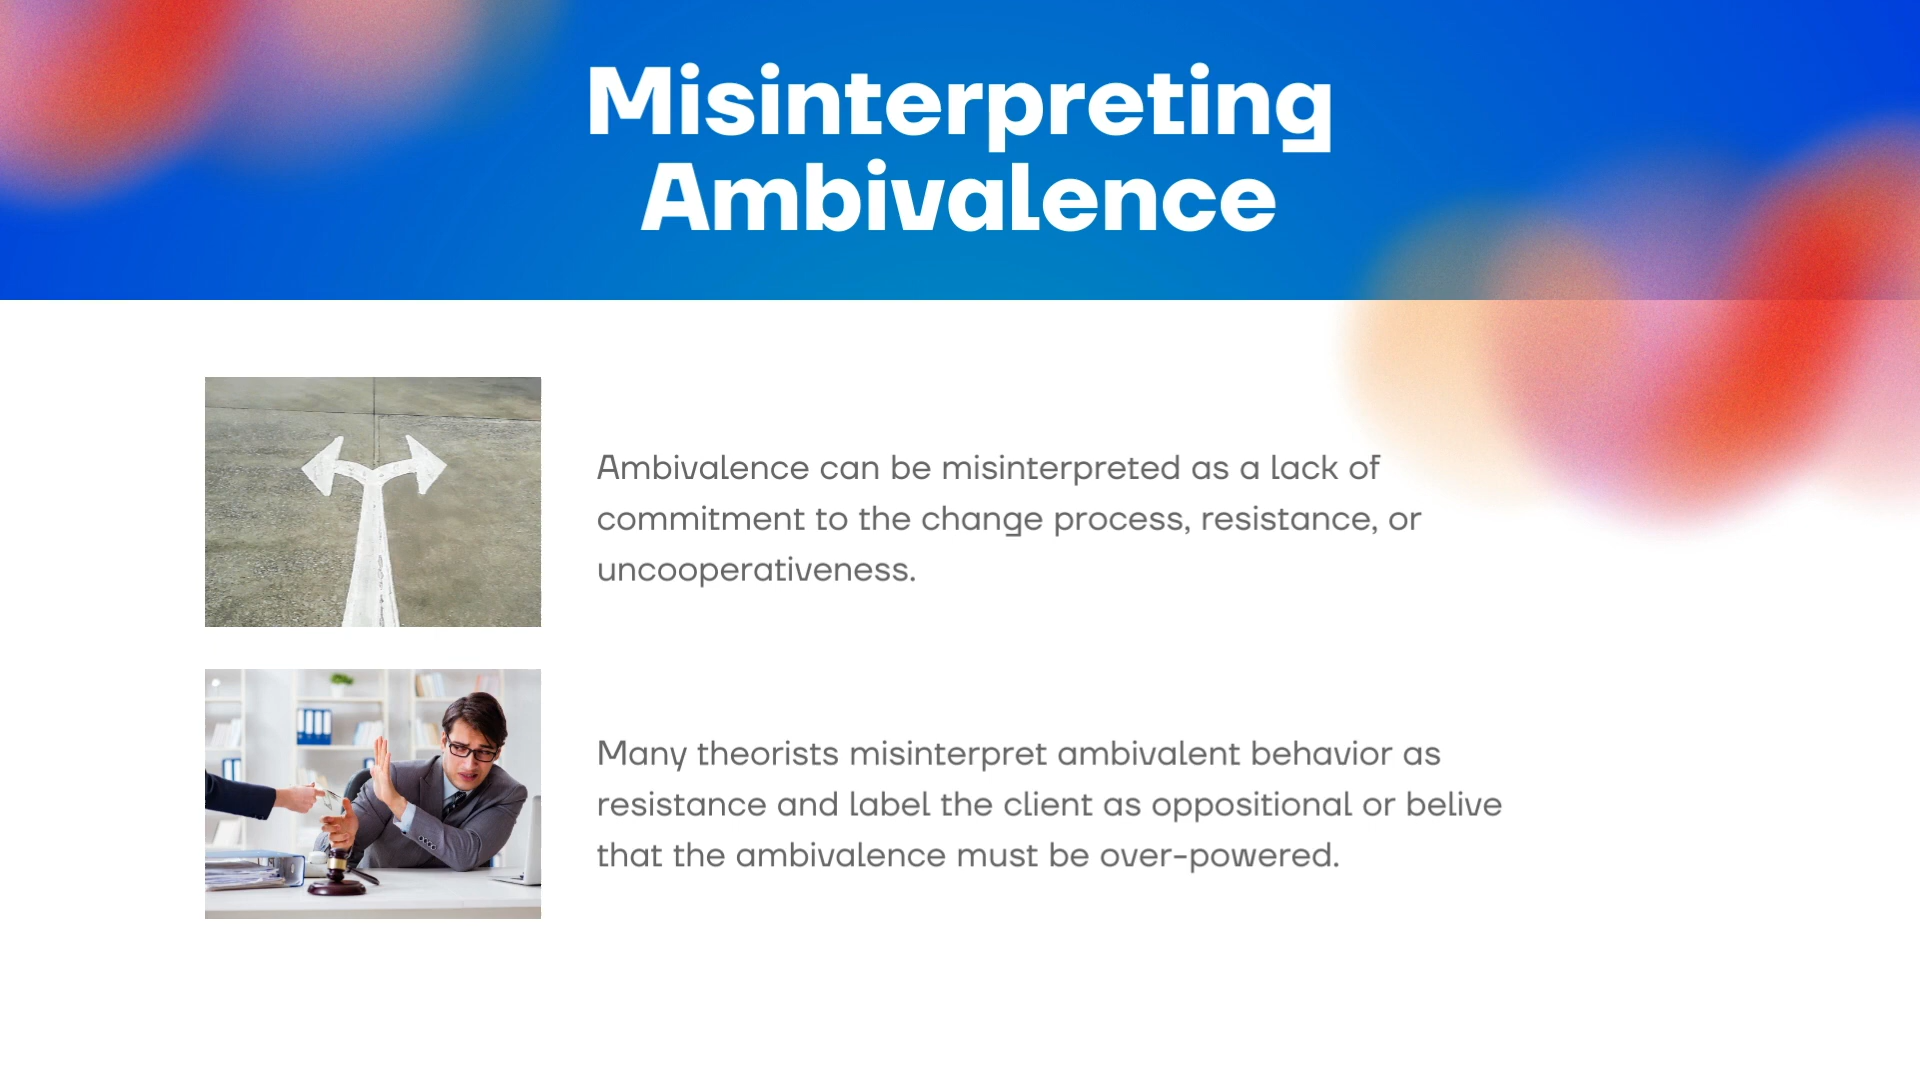 Misinterpreting
Ambivalence
Ambivalence can be misinterpreted as a lack of
commitment to the change process, resistance, or
uncooperativeness.
Many theorists misinterpret ambivalent behavior as
resistance and label the client as oppositional or belive
that the ambivalence must be over-powered.